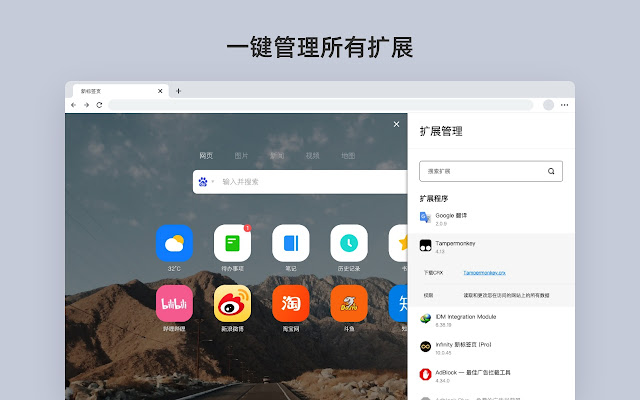 一键管理所有扩展
新标签页
扩展管理
网页 图片 新闻 视频 地图
输入并搜索
搜索扩展
扩展程序
Google 翻译
2.0.9
Tampermonkey
4.13
下载CRX Tampermonkey.crx
权限 读取和更改您在访问的网站上的所有数据
IDM Integration Module
6.38.19
Infinity 新标签页 (Pro)
10.0.45
AdBlock — 最佳广告拦截工具
4.34.0
1
32°C 待办事项 笔记 历史记录 书
bilibili 淘 知
哔哩哔哩 新浪微博 淘宝网 斗鱼